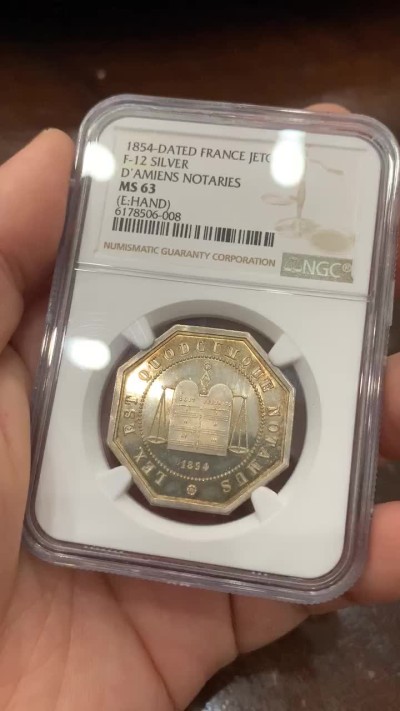 1854-DATED FRANCE JETO
F-12 SILVER
D'AMIENS NOTARIES
MS 63
(E:HAND)
6178506-008
NUMISMATIC GUARANTY CORPORATION
NGC®
LEX EST QUODCUMQUE NOTAMUS
1854